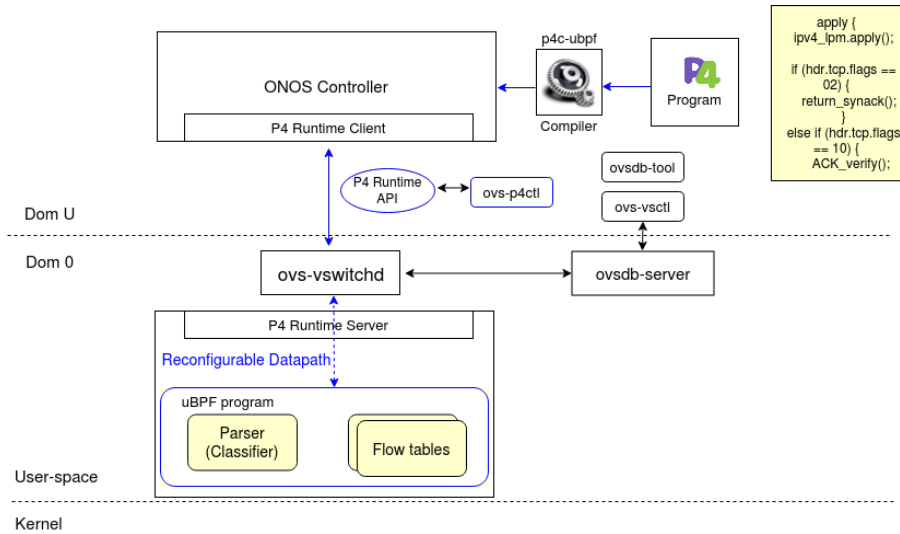 p4c-ubpf
ONOS Controller
P4 Runtime Client
Compiler
P4
Program
apply {
ipv4_lpm.apply();
if (hdr.tcp.flags ==
02) {
return_synack();
}
else if (hdr.tcp.flags
== 10) {
ACK_verify();
P4 Runtime
API
ovs-p4ctl
ovsdb-tool
ovs-vsctl
Dom U
Dom 0
ovs-vswitchd
ovsdb-server
P4 Runtime Server
Reconfigurable Datapath
uBPF program
Parser
(Classifier)
Flow tables
User-space
Kernel